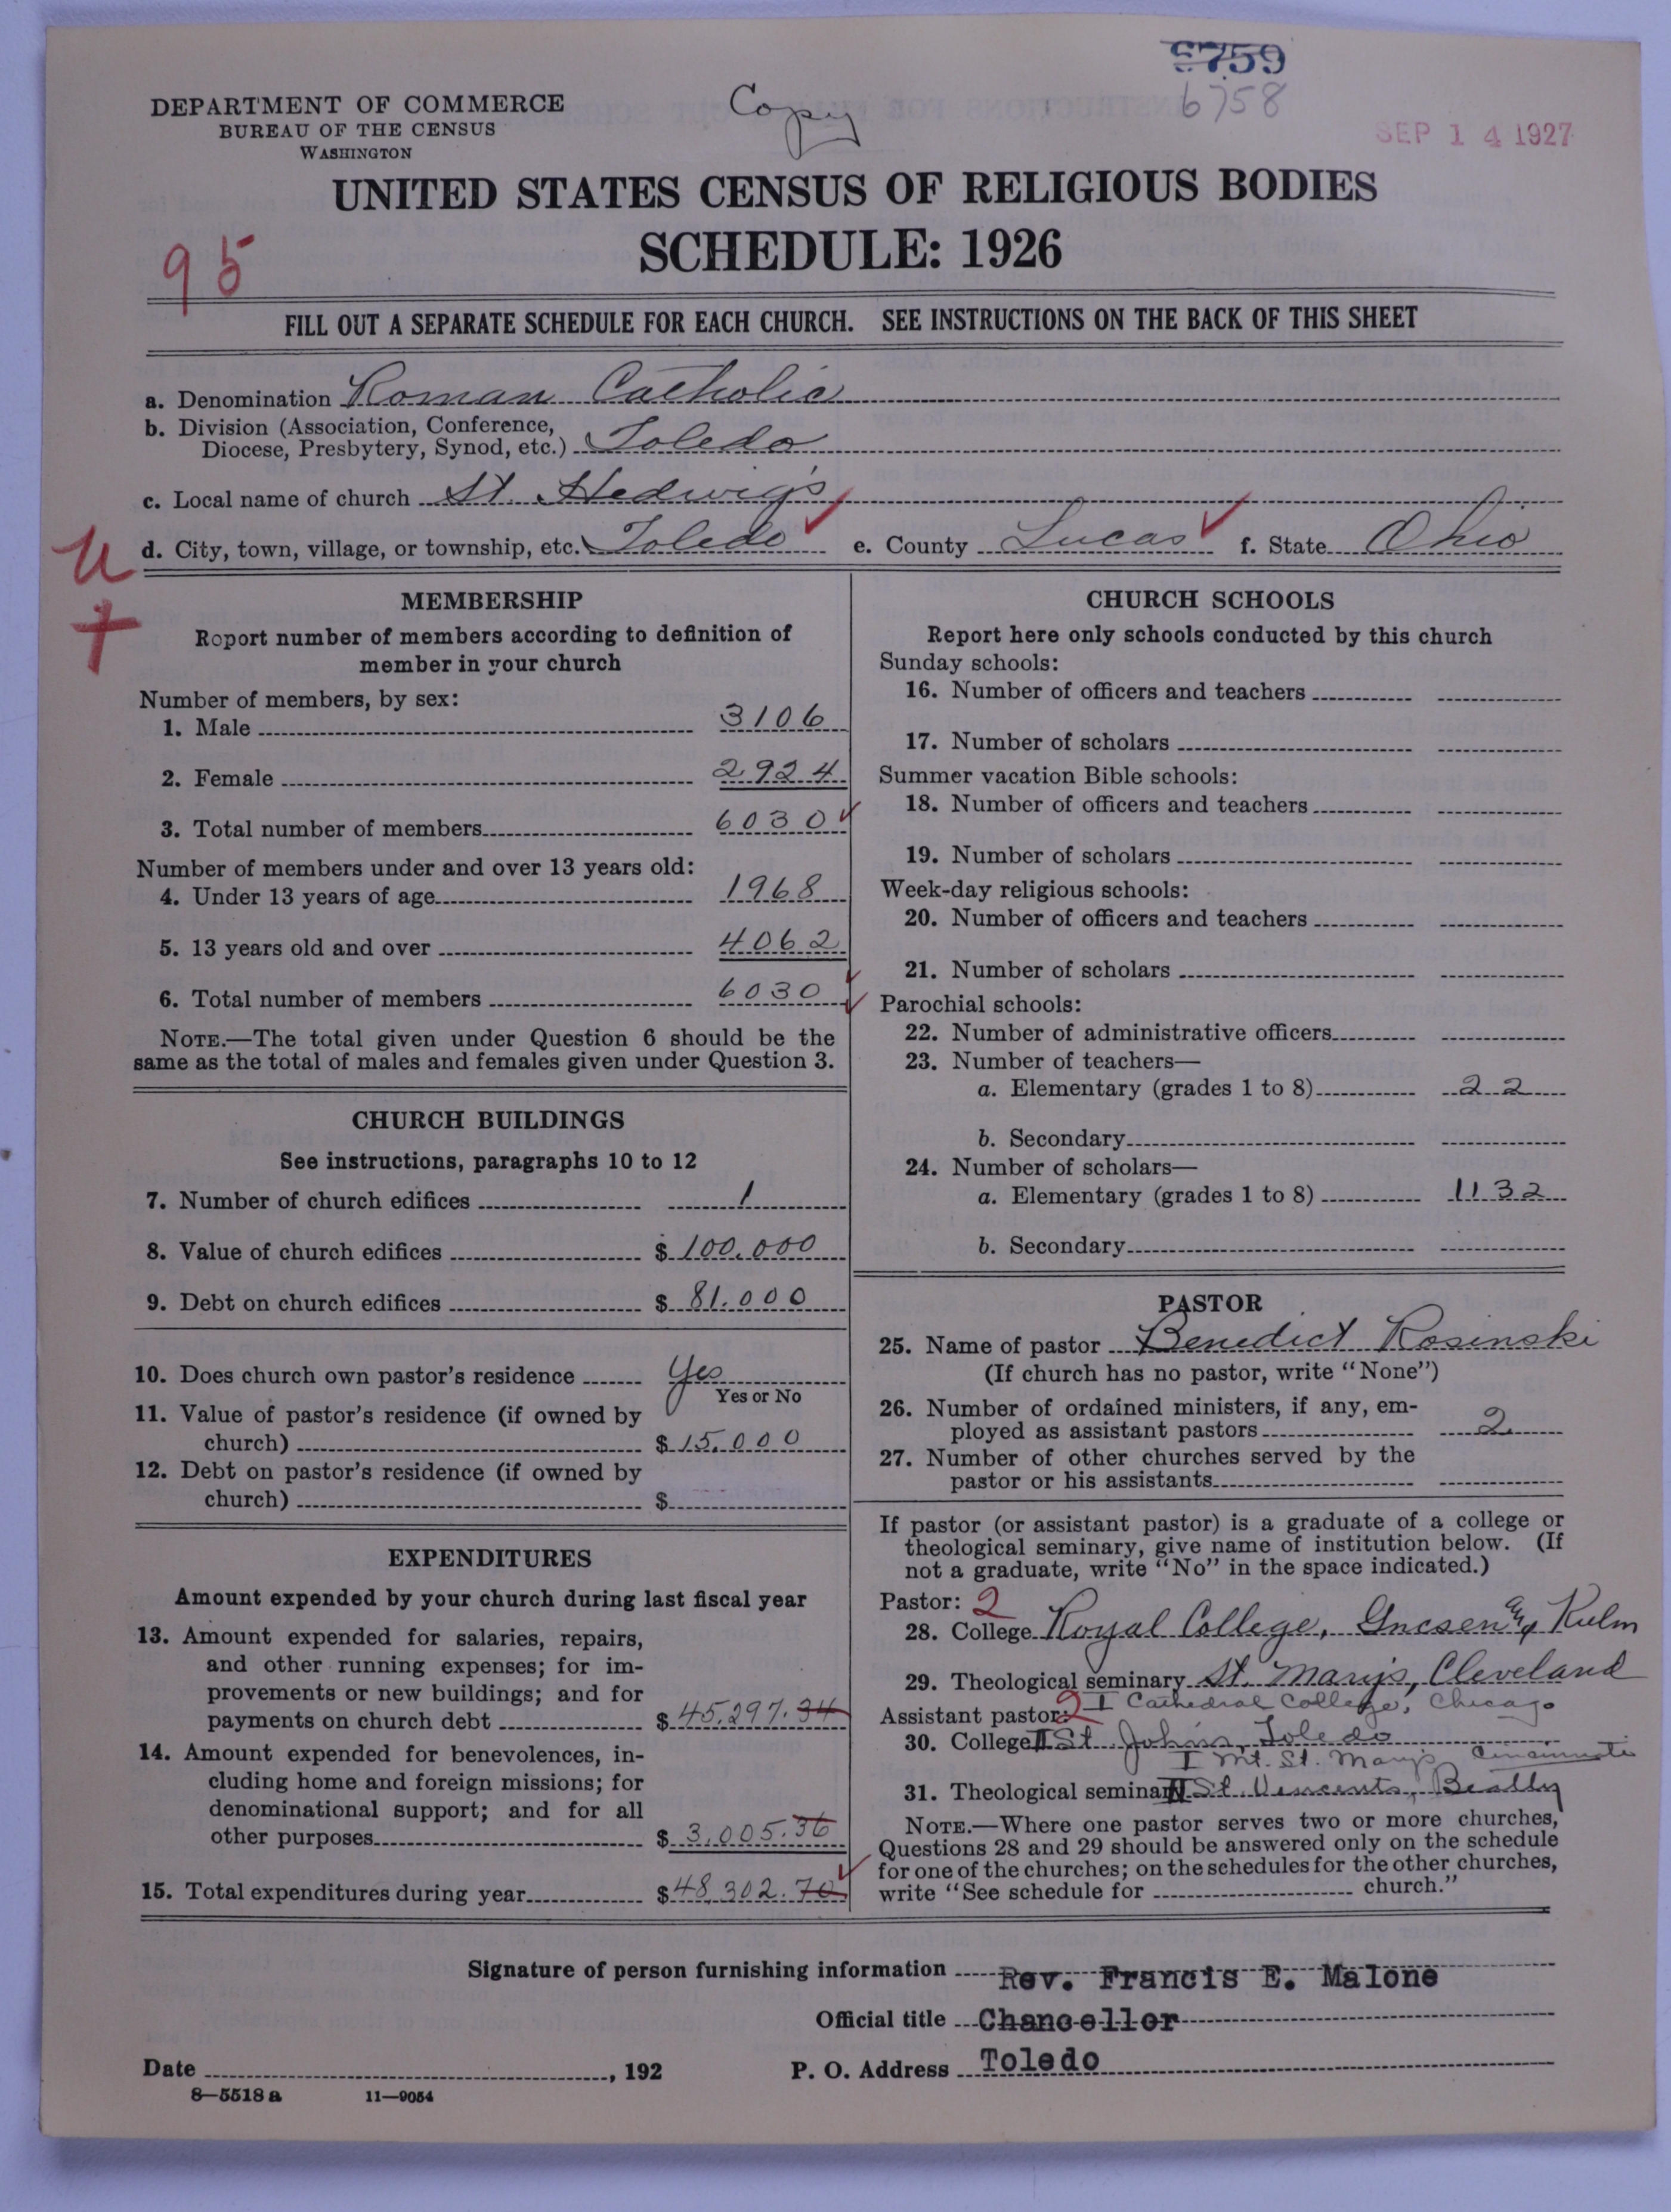 6759
6758
Copy
SEP 14 1927
DEPARTMENT OF COMMERCE
BUREAU OF THE CENSUS
WASHINGTON
UNITED STATES CENSUS OF RELIGIOUS BODIES
SCHEDULE: 1926
95
FILL OUT A SEPARATE SCHEDULE FOR EACH CHURCH. SEE INSTRUCTIONS ON THE BACK OF THIS SHEET
a. Denomination Roman Catholic
b. Division (Association, Conference,
Diocese, Presbytery, Synod, etc.) Toledo
c. Local name of church St. Hedwig's
d. City, town, village, or township, etc. Toledo e. County Lucas f. State Ohio
U
MEMBERSHIP
Report number of members according to definition of
member in your church
Number of members, by sex:
1. Male 3106
2. Female 2924
3. Total number of members 6030
Number of members under and over 13 years old:
4. Under 13 years of age 1968
5. 13 years old and over 4062
6. Total number of members 6030
NOTE.—The total given under Question 6 should be the
same as the total of males and females given under Question 3.
CHURCH BUILDINGS
See instructions, paragraphs 10 to 12
7. Number of church edifices 1
8. Value of church edifices $ 100.000
9. Debt on church edifices $ 81.000
10. Does church own pastor's residence Yes
Yes or No
11. Value of pastor's residence (if owned by
church) $ 15.000
12. Debt on pastor's residence (if owned by
church) $
EXPENDITURES
Amount expended by your church during last fiscal year
13. Amount expended for salaries, repairs,
and other running expenses; for im-
provements or new buildings; and for
payments on church debt $ 45.297.34
14. Amount expended for benevolences, in-
cluding home and foreign missions; for
denominational support; and for all
other purposes $ 3,005.36
15. Total expenditures during year $ 48,302.70
CHURCH SCHOOLS
Report here only schools conducted by this church
Sunday schools:
16. Number of officers and teachers
17. Number of scholars
Summer vacation Bible schools:
18. Number of officers and teachers
19. Number of scholars
Week-day religious schools:
20. Number of officers and teachers
21. Number of scholars
Parochial schools:
22. Number of administrative officers
23. Number of teachers—
a. Elementary (grades 1 to 8) 22
b. Secondary
24. Number of scholars—
a. Elementary (grades 1 to 8) 1132
b. Secondary
PASTOR
25. Name of pastor Benedict Rosinski
(If church has no pastor, write "None")
26. Number of ordained ministers, if any, em-
ployed as assistant pastors 2
27. Number of other churches served by the
pastor or his assistants
If pastor (or assistant pastor) is a graduate of a college or
theological seminary, give name of institution below. (If
not a graduate, write "No" in the space indicated.)
Pastor: 2
28. College Royal College, Gnesen and Kulm
29. Theological seminary St. Mary's, Cleveland
Assistant pastor: 2 I Cathedral College, Chicago
30. College II St. John's, Toledo
I Mt. St. Mary's Cincinnati
31. Theological seminary II St. Vincents, Beatty
NOTE.—Where one pastor serves two or more churches,
Questions 28 and 29 should be answered only on the schedule
for one of the churches; on the schedules for the other churches,
write "See schedule for church."
Signature of person furnishing information Rev. Francis E. Malone
Official title Chancellor
Date , 192 P. O. Address Toledo
8—5518 a 11—9054